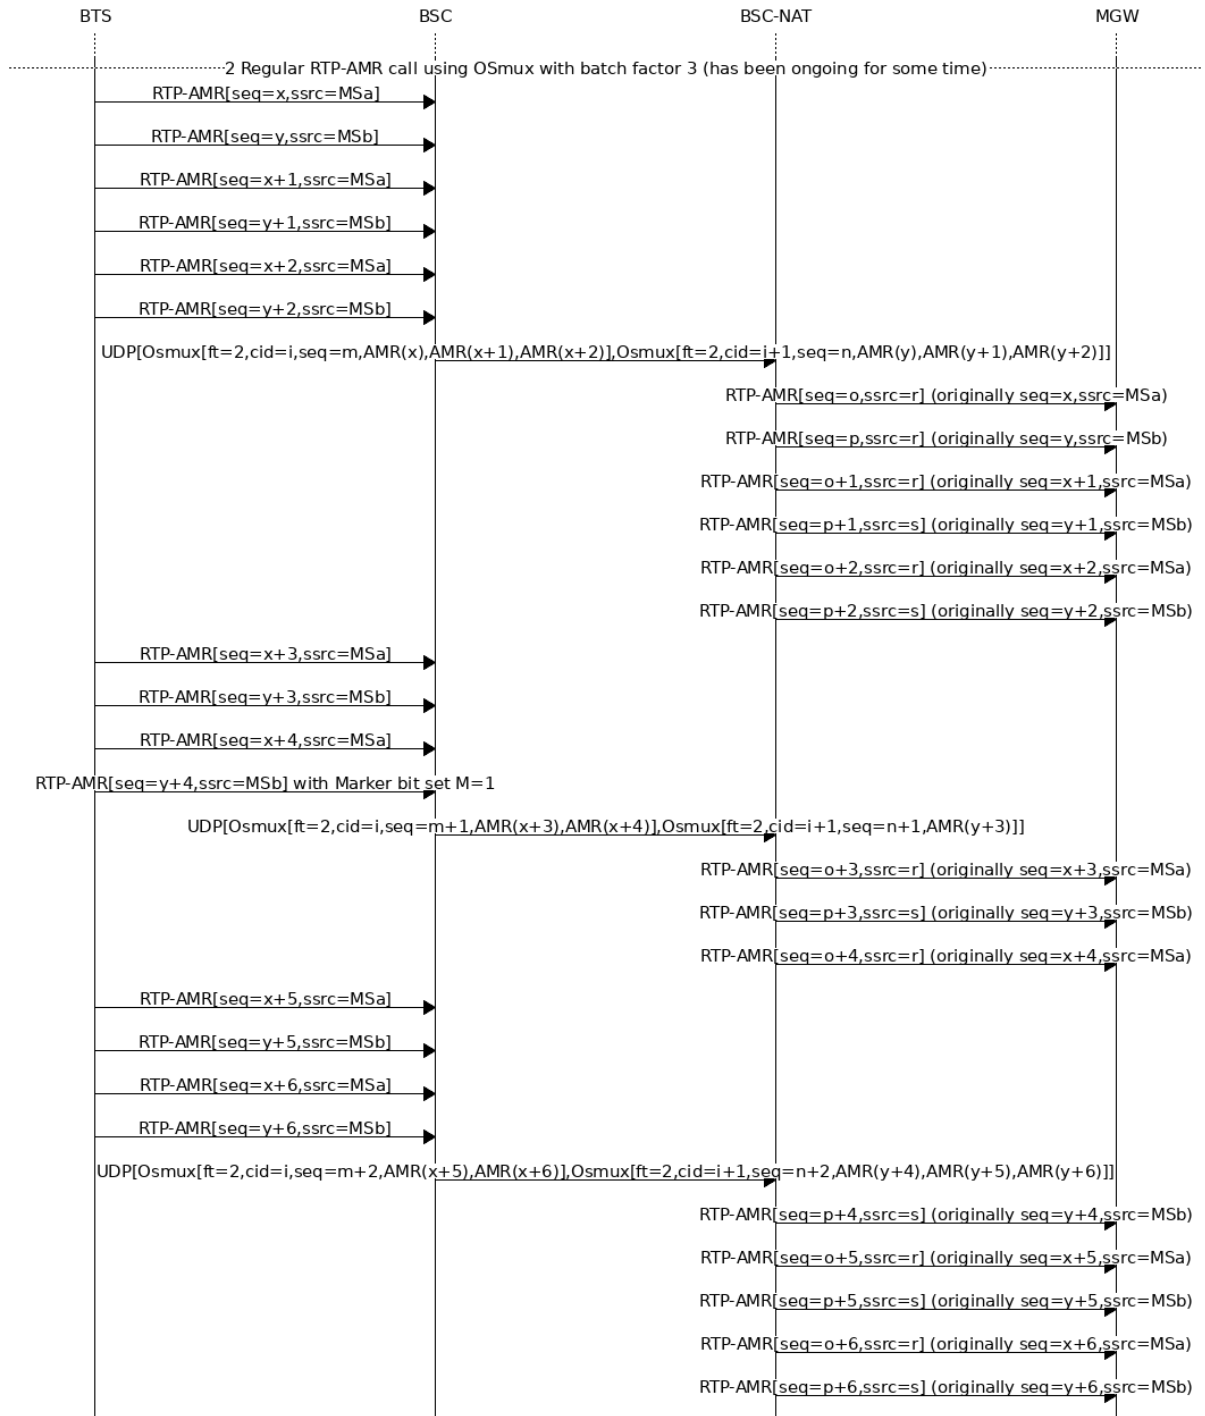 BTS BSC BSC-NAT MGW
2 Regular RTP-AMR call using OSmux with batch factor 3 (has been ongoing for some time)
RTP-AMR[seq=x,ssrc=MSa]
RTP-AMR[seq=y,ssrc=MSb]
RTP-AMR[seq=x+1,ssrc=MSa]
RTP-AMR[seq=y+1,ssrc=MSb]
RTP-AMR[seq=x+2,ssrc=MSa]
RTP-AMR[seq=y+2,ssrc=MSb]
UDP[Osmux[ft=2,cid=i,seq=m,AMR(x),AMR(x+1),AMR(x+2)],Osmux[ft=2,cid=i+1,seq=n,AMR(y),AMR(y+1),AMR(y+2)]]
RTP-AMR[seq=o,ssrc=r] (originally seq=x,ssrc=MSa)
RTP-AMR[seq=p,ssrc=r] (originally seq=y,ssrc=MSb)
RTP-AMR[seq=o+1,ssrc=r] (originally seq=x+1,ssrc=MSa)
RTP-AMR[seq=p+1,ssrc=s] (originally seq=y+1,ssrc=MSb)
RTP-AMR[seq=o+2,ssrc=r] (originally seq=x+2,ssrc=MSa)
RTP-AMR[seq=p+2,ssrc=s] (originally seq=y+2,ssrc=MSb)
RTP-AMR[seq=x+3,ssrc=MSa]
RTP-AMR[seq=y+3,ssrc=MSb]
RTP-AMR[seq=x+4,ssrc=MSa]
RTP-AMR[seq=y+4,ssrc=MSb] with Marker bit set M=1
UDP[Osmux[ft=2,cid=i,seq=m+1,AMR(x+3),AMR(x+4)],Osmux[ft=2,cid=i+1,seq=n+1,AMR(y+3)]]
RTP-AMR[seq=o+3,ssrc=r] (originally seq=x+3,ssrc=MSa)
RTP-AMR[seq=p+3,ssrc=s] (originally seq=y+3,ssrc=MSb)
RTP-AMR[seq=o+4,ssrc=r] (originally seq=x+4,ssrc=MSa)
RTP-AMR[seq=x+5,ssrc=MSa]
RTP-AMR[seq=y+5,ssrc=MSb]
RTP-AMR[seq=x+6,ssrc=MSa]
RTP-AMR[seq=y+6,ssrc=MSb]
UDP[Osmux[ft=2,cid=i,seq=m+2,AMR(x+5),AMR(x+6)],Osmux[ft=2,cid=i+1,seq=n+2,AMR(y+4),AMR(y+5),AMR(y+6)]]
RTP-AMR[seq=p+4,ssrc=s] (originally seq=y+4,ssrc=MSb)
RTP-AMR[seq=o+5,ssrc=r] (originally seq=x+5,ssrc=MSa)
RTP-AMR[seq=p+5,ssrc=s] (originally seq=y+5,ssrc=MSb)
RTP-AMR[seq=o+6,ssrc=r] (originally seq=x+6,ssrc=MSa)
RTP-AMR[seq=p+6,ssrc=s] (originally seq=y+6,ssrc=MSb)